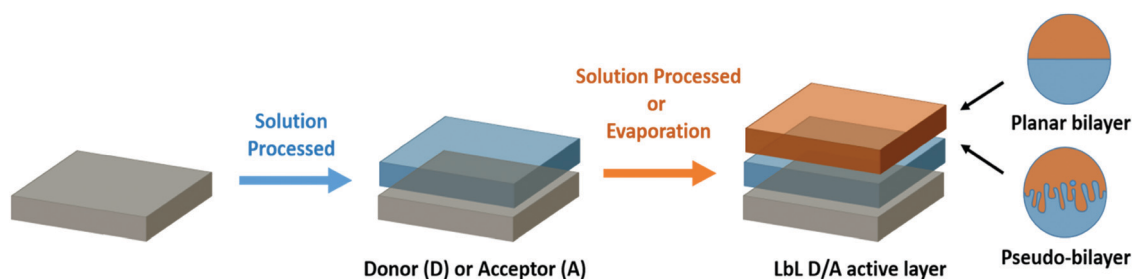 Solution
Processed
Donor (D) or Acceptor (A)
Solution Processed
or
Evaporation
LbL D/A active layer
Planar bilayer
Pseudo-bilayer